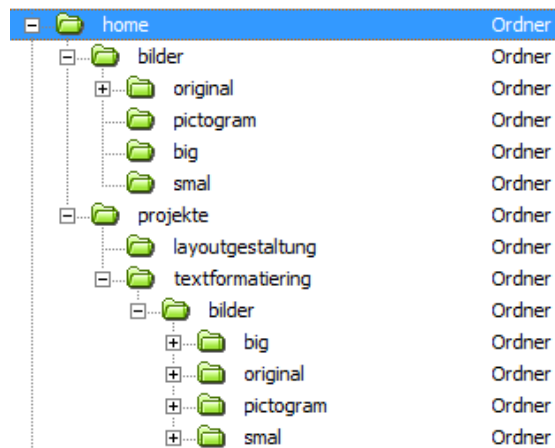 home Ordner
bilder Ordner
original Ordner
pictogram Ordner
big Ordner
smal Ordner
projekte Ordner
layoutgestaltung Ordner
textformatiering Ordner
bilder Ordner
big Ordner
original Ordner
pictogram Ordner
smal Ordner